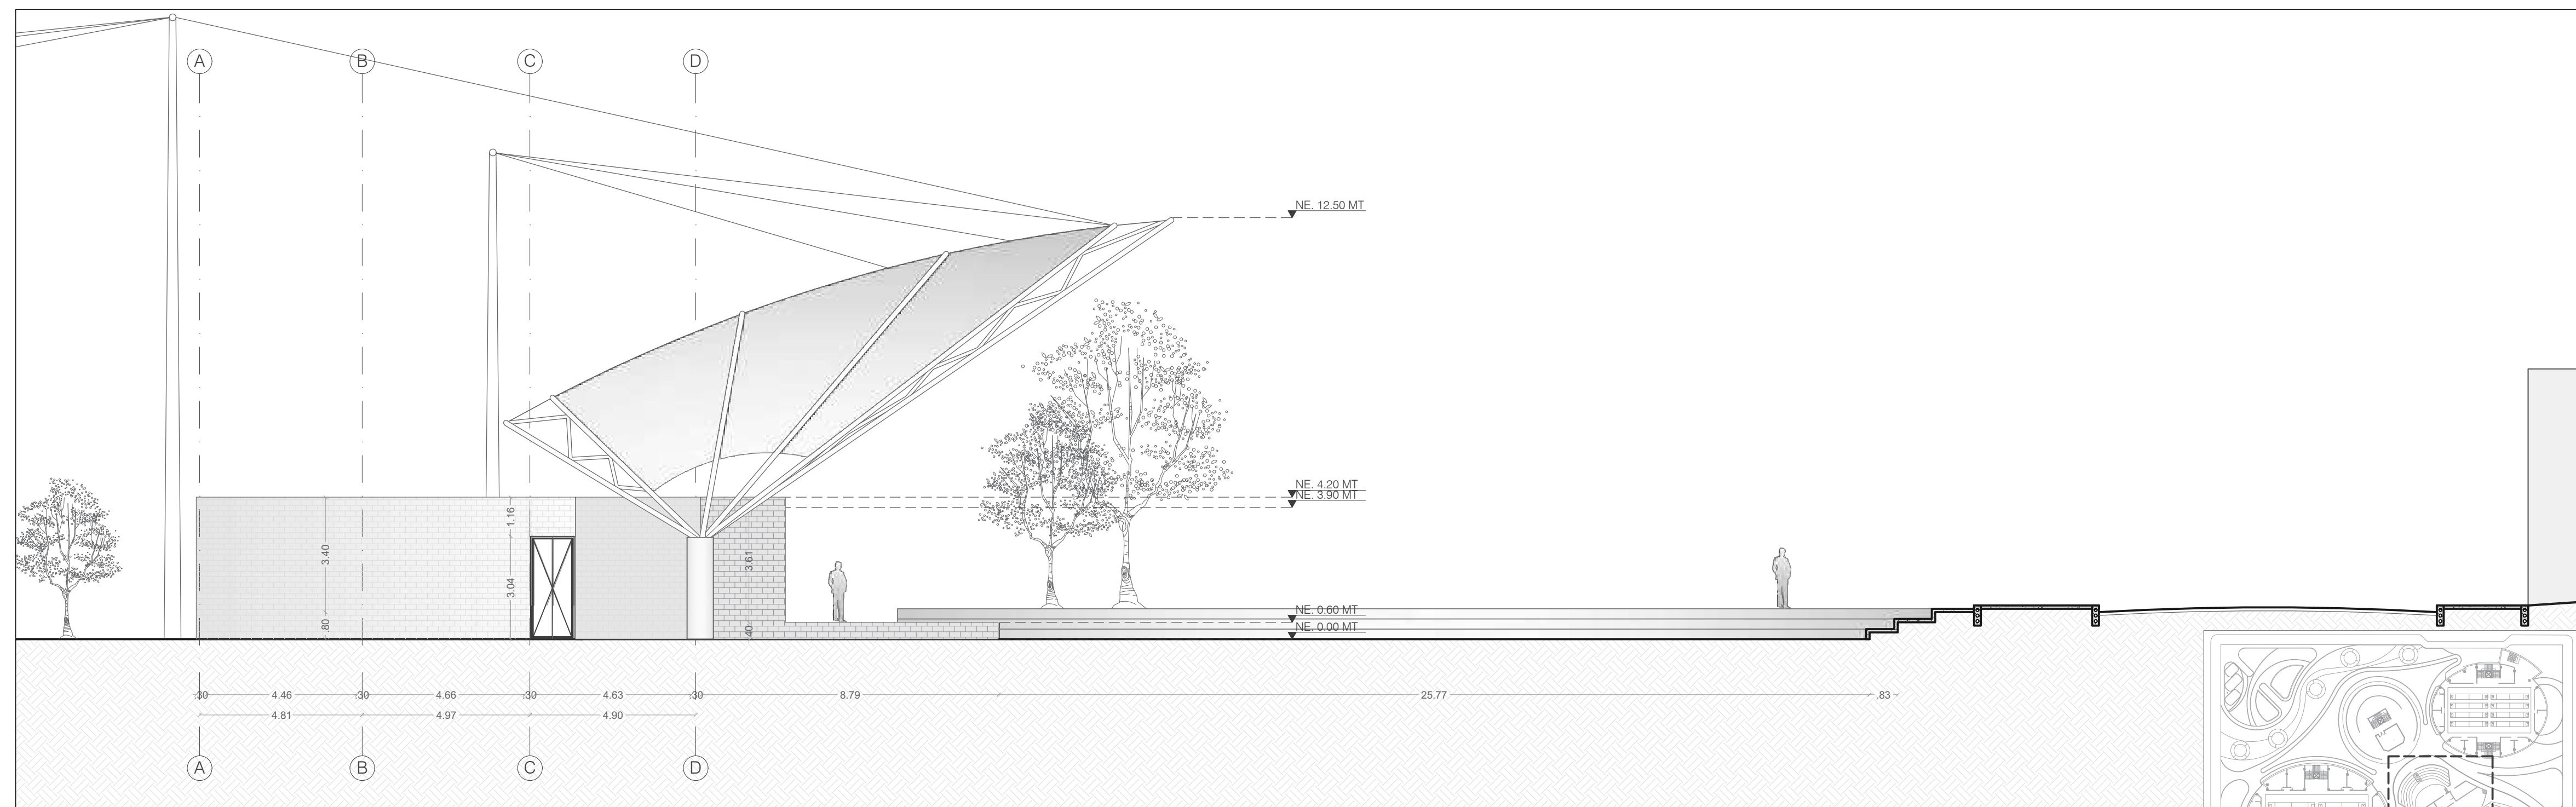 A B C D
NE. 12.50 MT
NE. 4.20 MT
NE. 3.90 MT
1.16
3.40
3.04
3.61
.80
.40
NE. 0.60 MT
NE. 0.00 MT
.30 4.46 .30 4.66 .30 4.63 .30 8.79 25.77 .83
4.81 4.97 4.90
A B C D